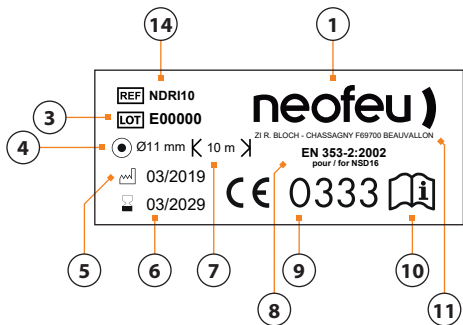 14
1
REF NDRI10
neofeu
3
LOT E00000
ZI R. BLOCH - CHASSAGNY F69700 BEAUVALLON
4
Ø11 mm 10 m
EN 353-2:2002
pour / for NSD16
03/2019
CE 0333 i
03/2029
5
6
7
8
9
10
11